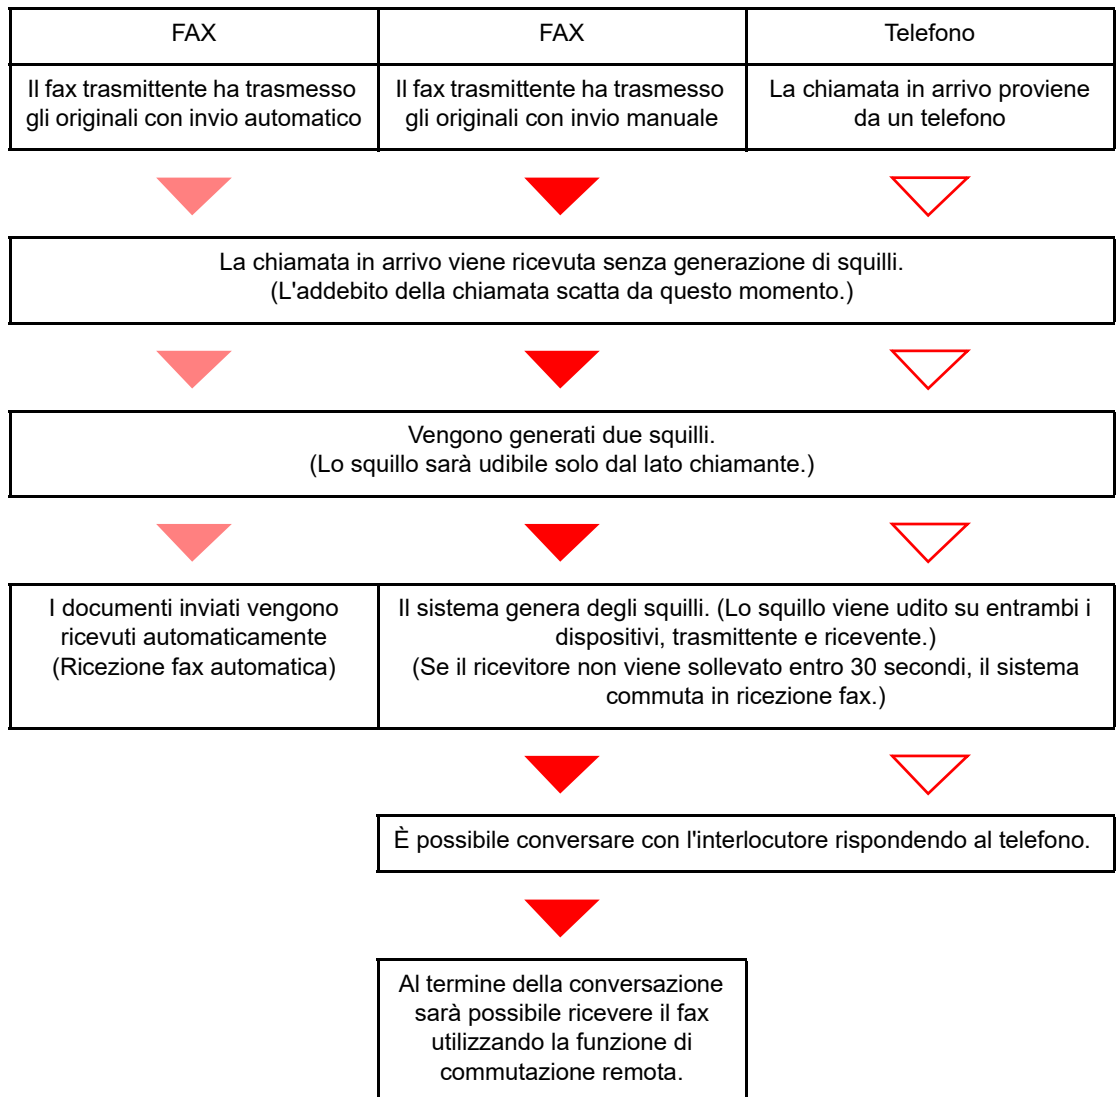 FAX
FAX
Telefono
Il fax trasmittente ha trasmesso
gli originali con invio automatico
Il fax trasmittente ha trasmesso
gli originali con invio manuale
La chiamata in arrivo proviene
da un telefono
La chiamata in arrivo viene ricevuta senza generazione di squilli.
(L'addebito della chiamata scatta da questo momento.)
Vengono generati due squilli.
(Lo squillo sarà udibile solo dal lato chiamante.)
I documenti inviati vengono
ricevuti automaticamente
(Ricezione fax automatica)
Il sistema genera degli squilli. (Lo squillo viene udito su entrambi i
dispositivi, trasmittente e ricevente.)
(Se il ricevitore non viene sollevato entro 30 secondi, il sistema
commuta in ricezione fax.)
È possibile conversare con l'interlocutore rispondendo al telefono.
Al termine della conversazione
sarà possibile ricevere il fax
utilizzando la funzione di
commutazione remota.